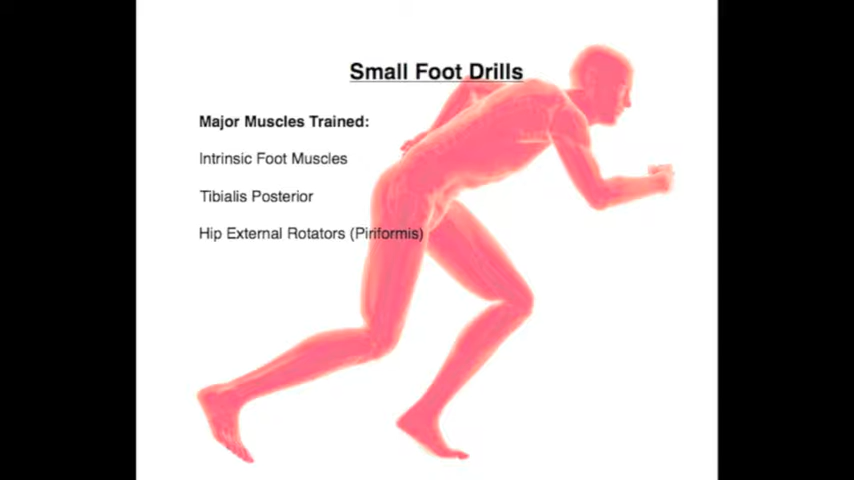 Small Foot Drills
Major Muscles Trained:
Intrinsic Foot Muscles
Tibialis Posterior
Hip External Rotators (Piriformis)